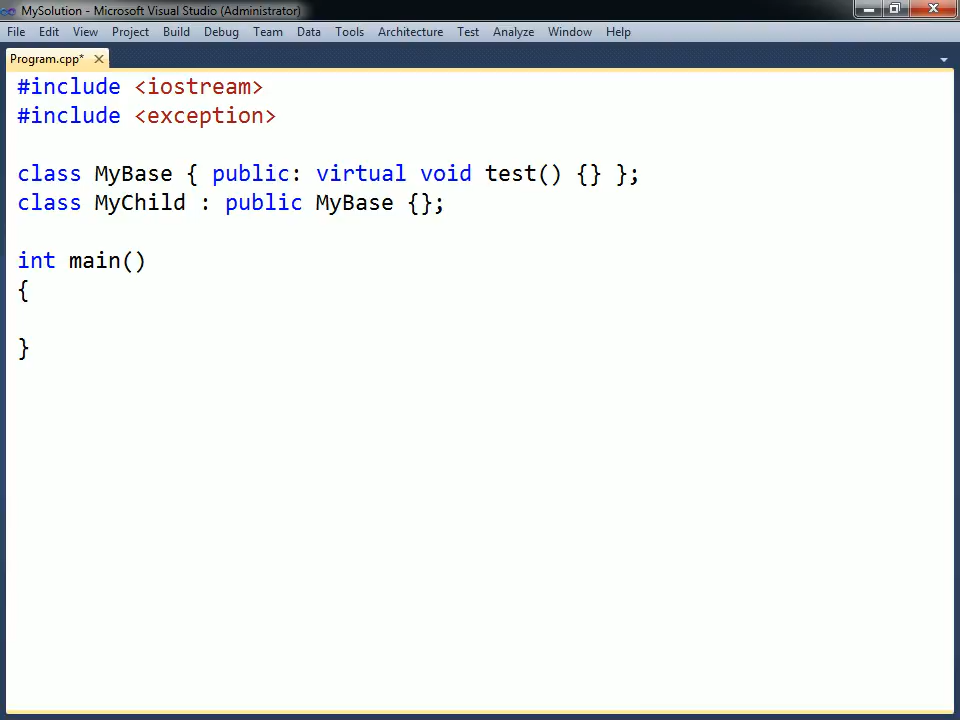 MySolution - Microsoft Visual Studio (Administrator)
File Edit View Project Build Debug Team Data Tools Architecture Test Analyze Window Help
Program.cpp*
#include <iostream>
#include <exception>
class MyBase { public: virtual void test() {} };
class MyChild : public MyBase {};
int main()
{
}